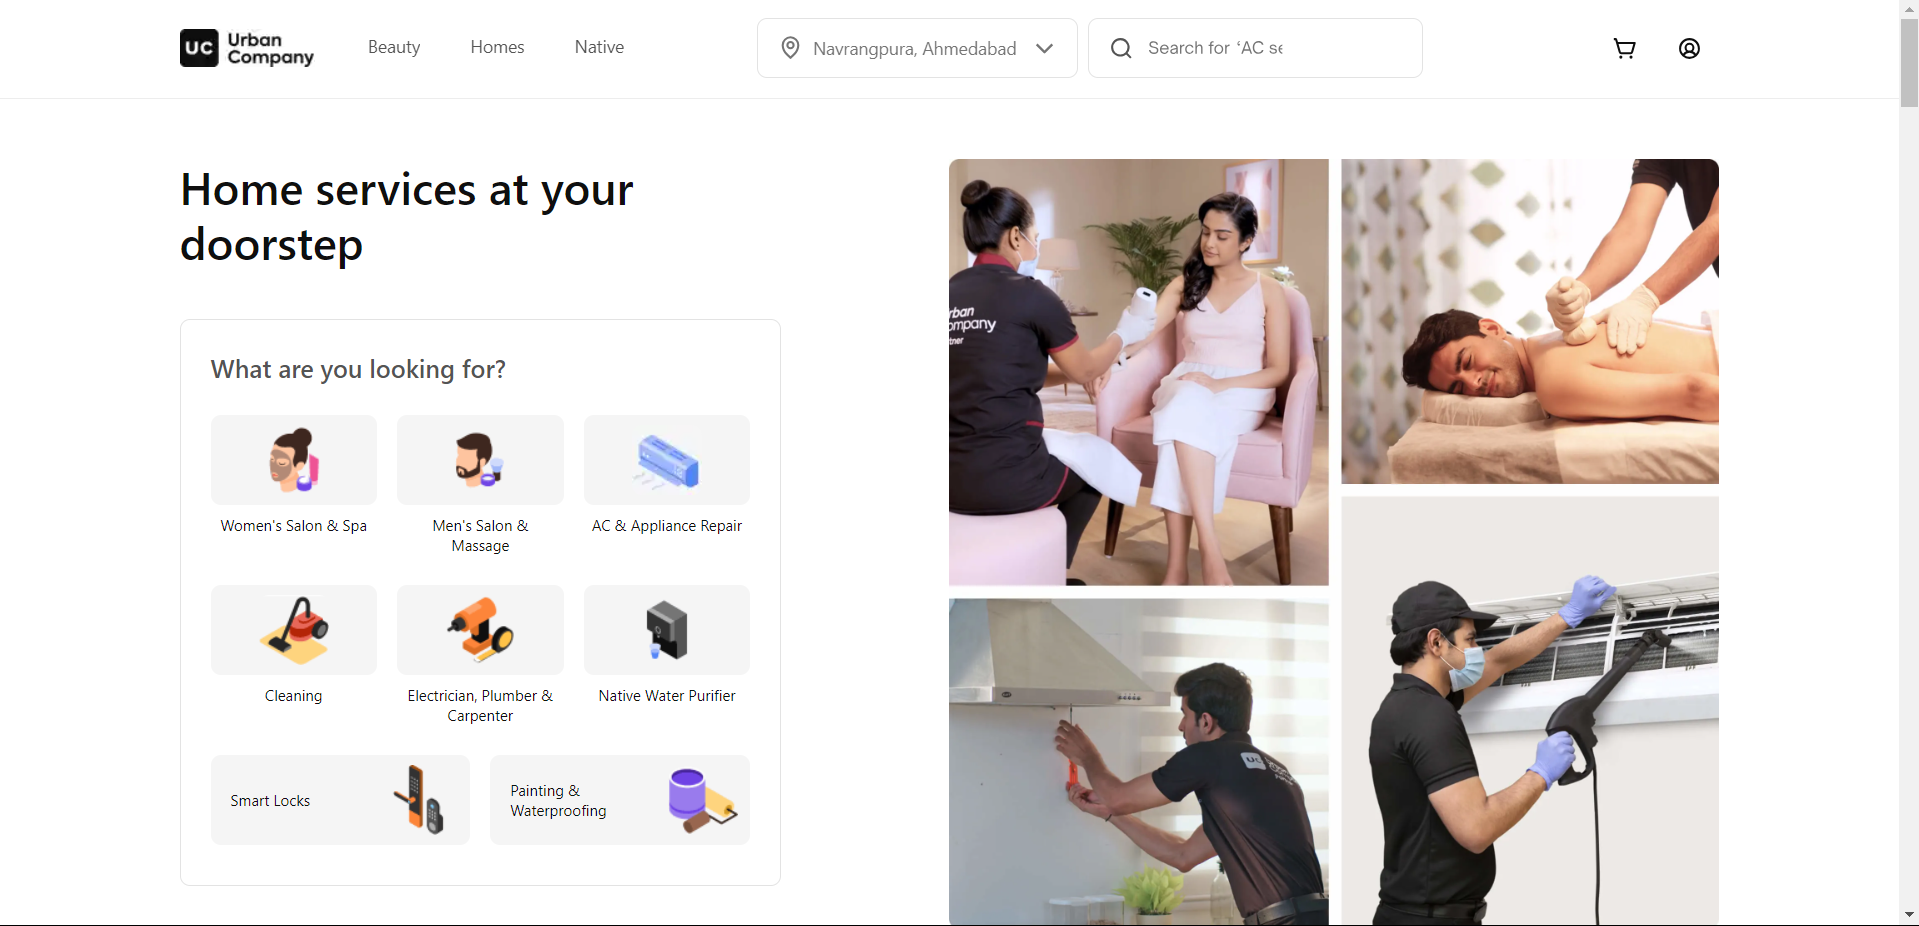 UC Urban
Company
Beauty
Homes
Native
Navrangpura, Ahmedabad
Search for ‘AC se
Home services at your
doorstep
What are you looking for?
Women's Salon & Spa
Men's Salon &
Massage
AC & Appliance Repair
Cleaning
Electrician, Plumber &
Carpenter
Native Water Purifier
Smart Locks
Painting &
Waterproofing
rban
ompany
tner
UC